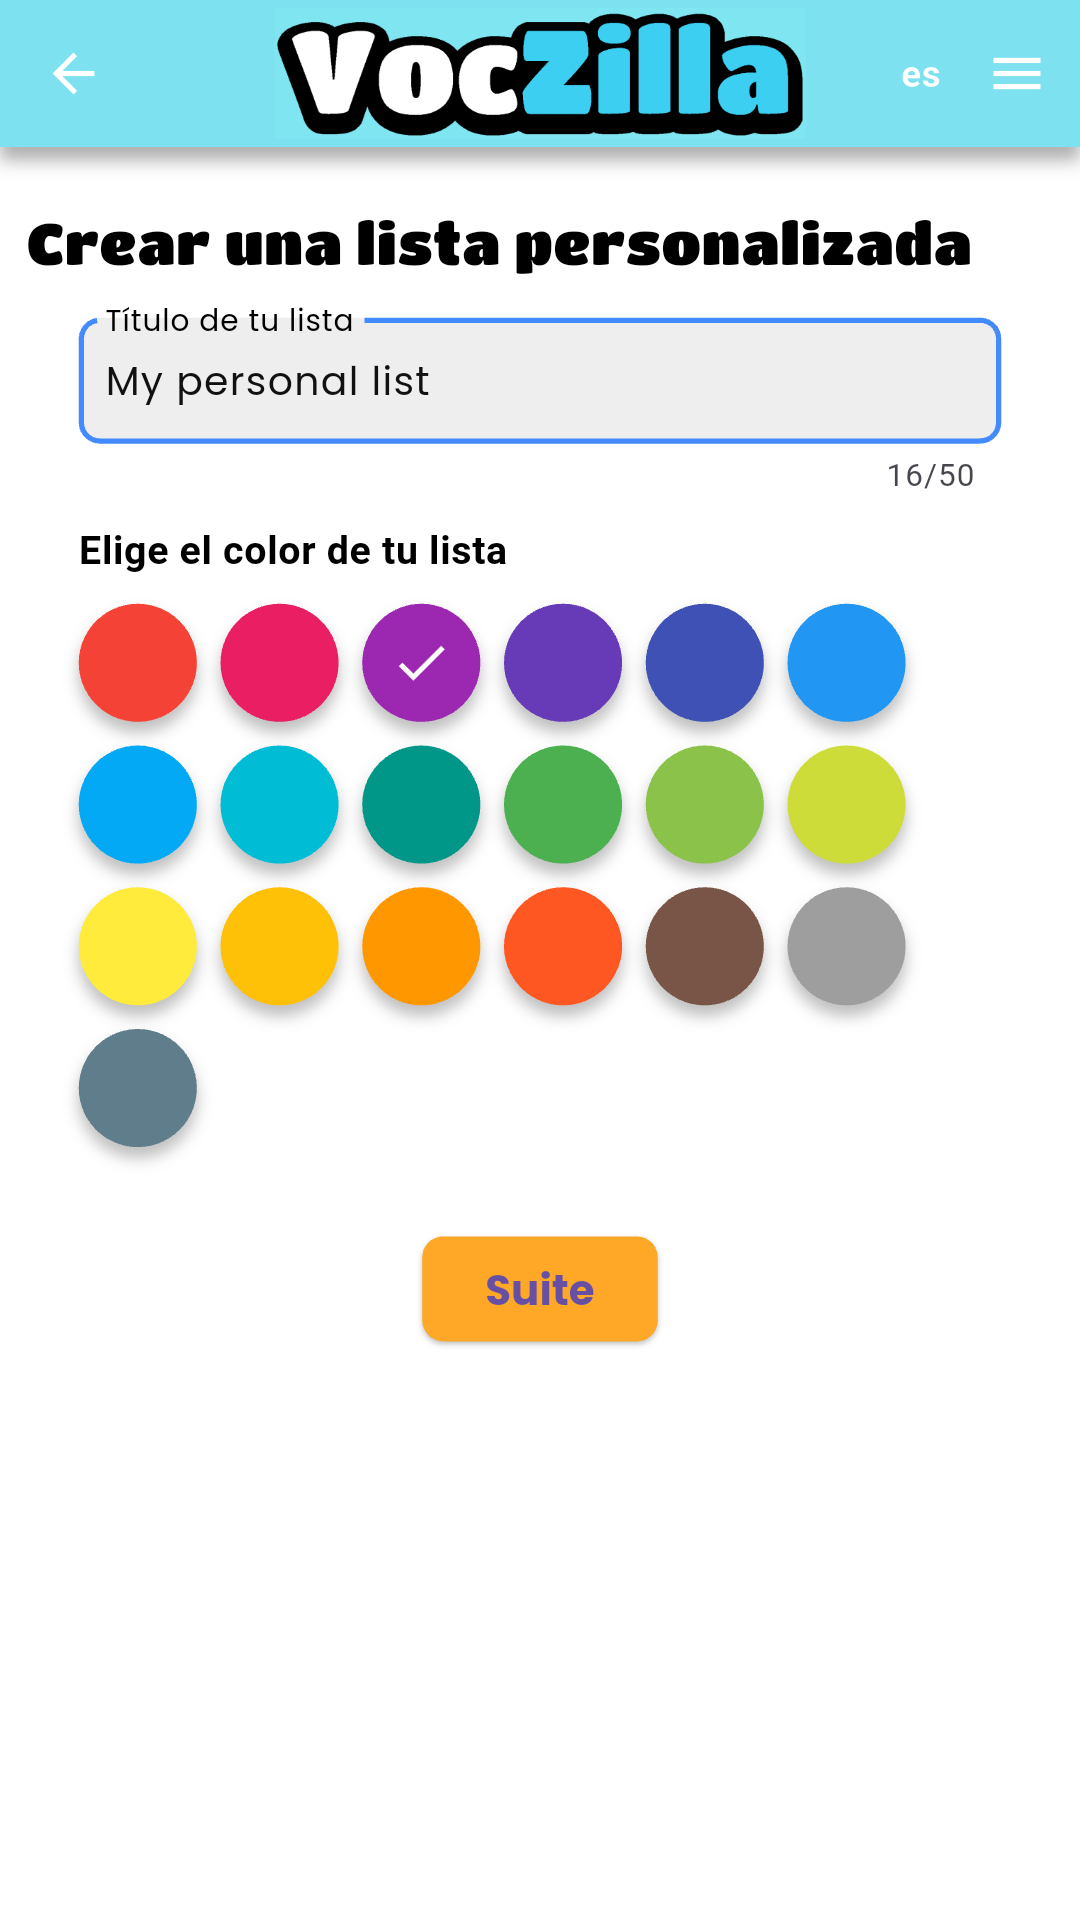 VocZilla
es
Crear una lista personalizada
Título de tu lista
My personal list
16/50
Elige el color de tu lista
Suite